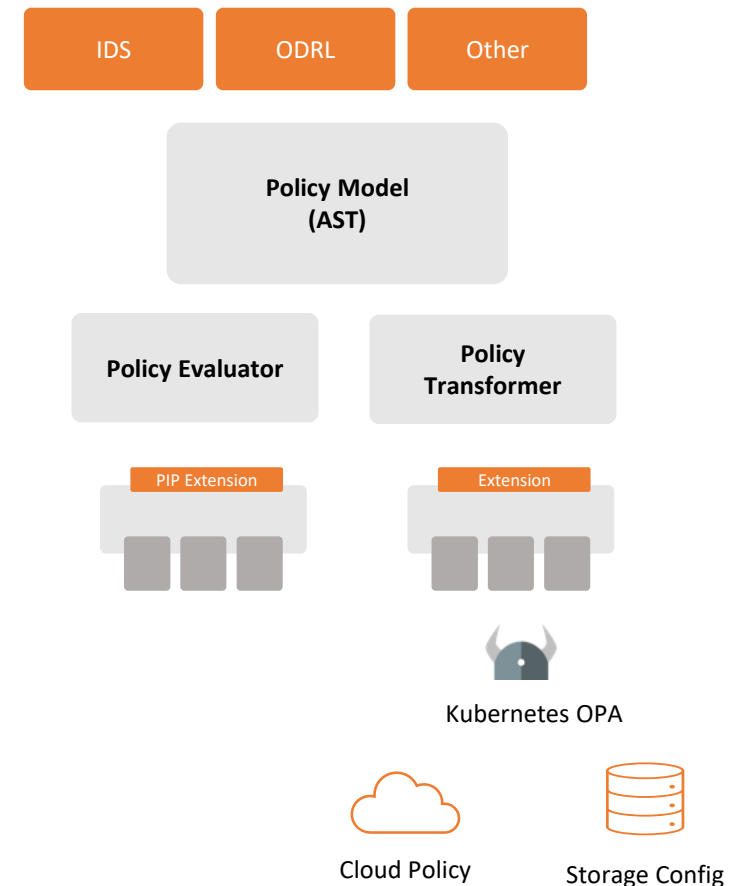 IDS
ODRL
Other
Policy Model
(AST)
Policy Evaluator
Policy
Transformer
PIP Extension
Extension
Kubernetes OPA
Cloud Policy
Storage Config